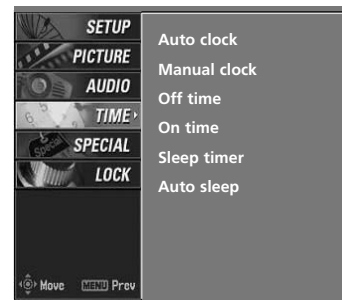 SETUP
PICTURE
AUDIO
TIME
SPECIAL
LOCK
Move MENU Prev
Auto clock
Manual clock
Off time
On time
Sleep timer
Auto sleep